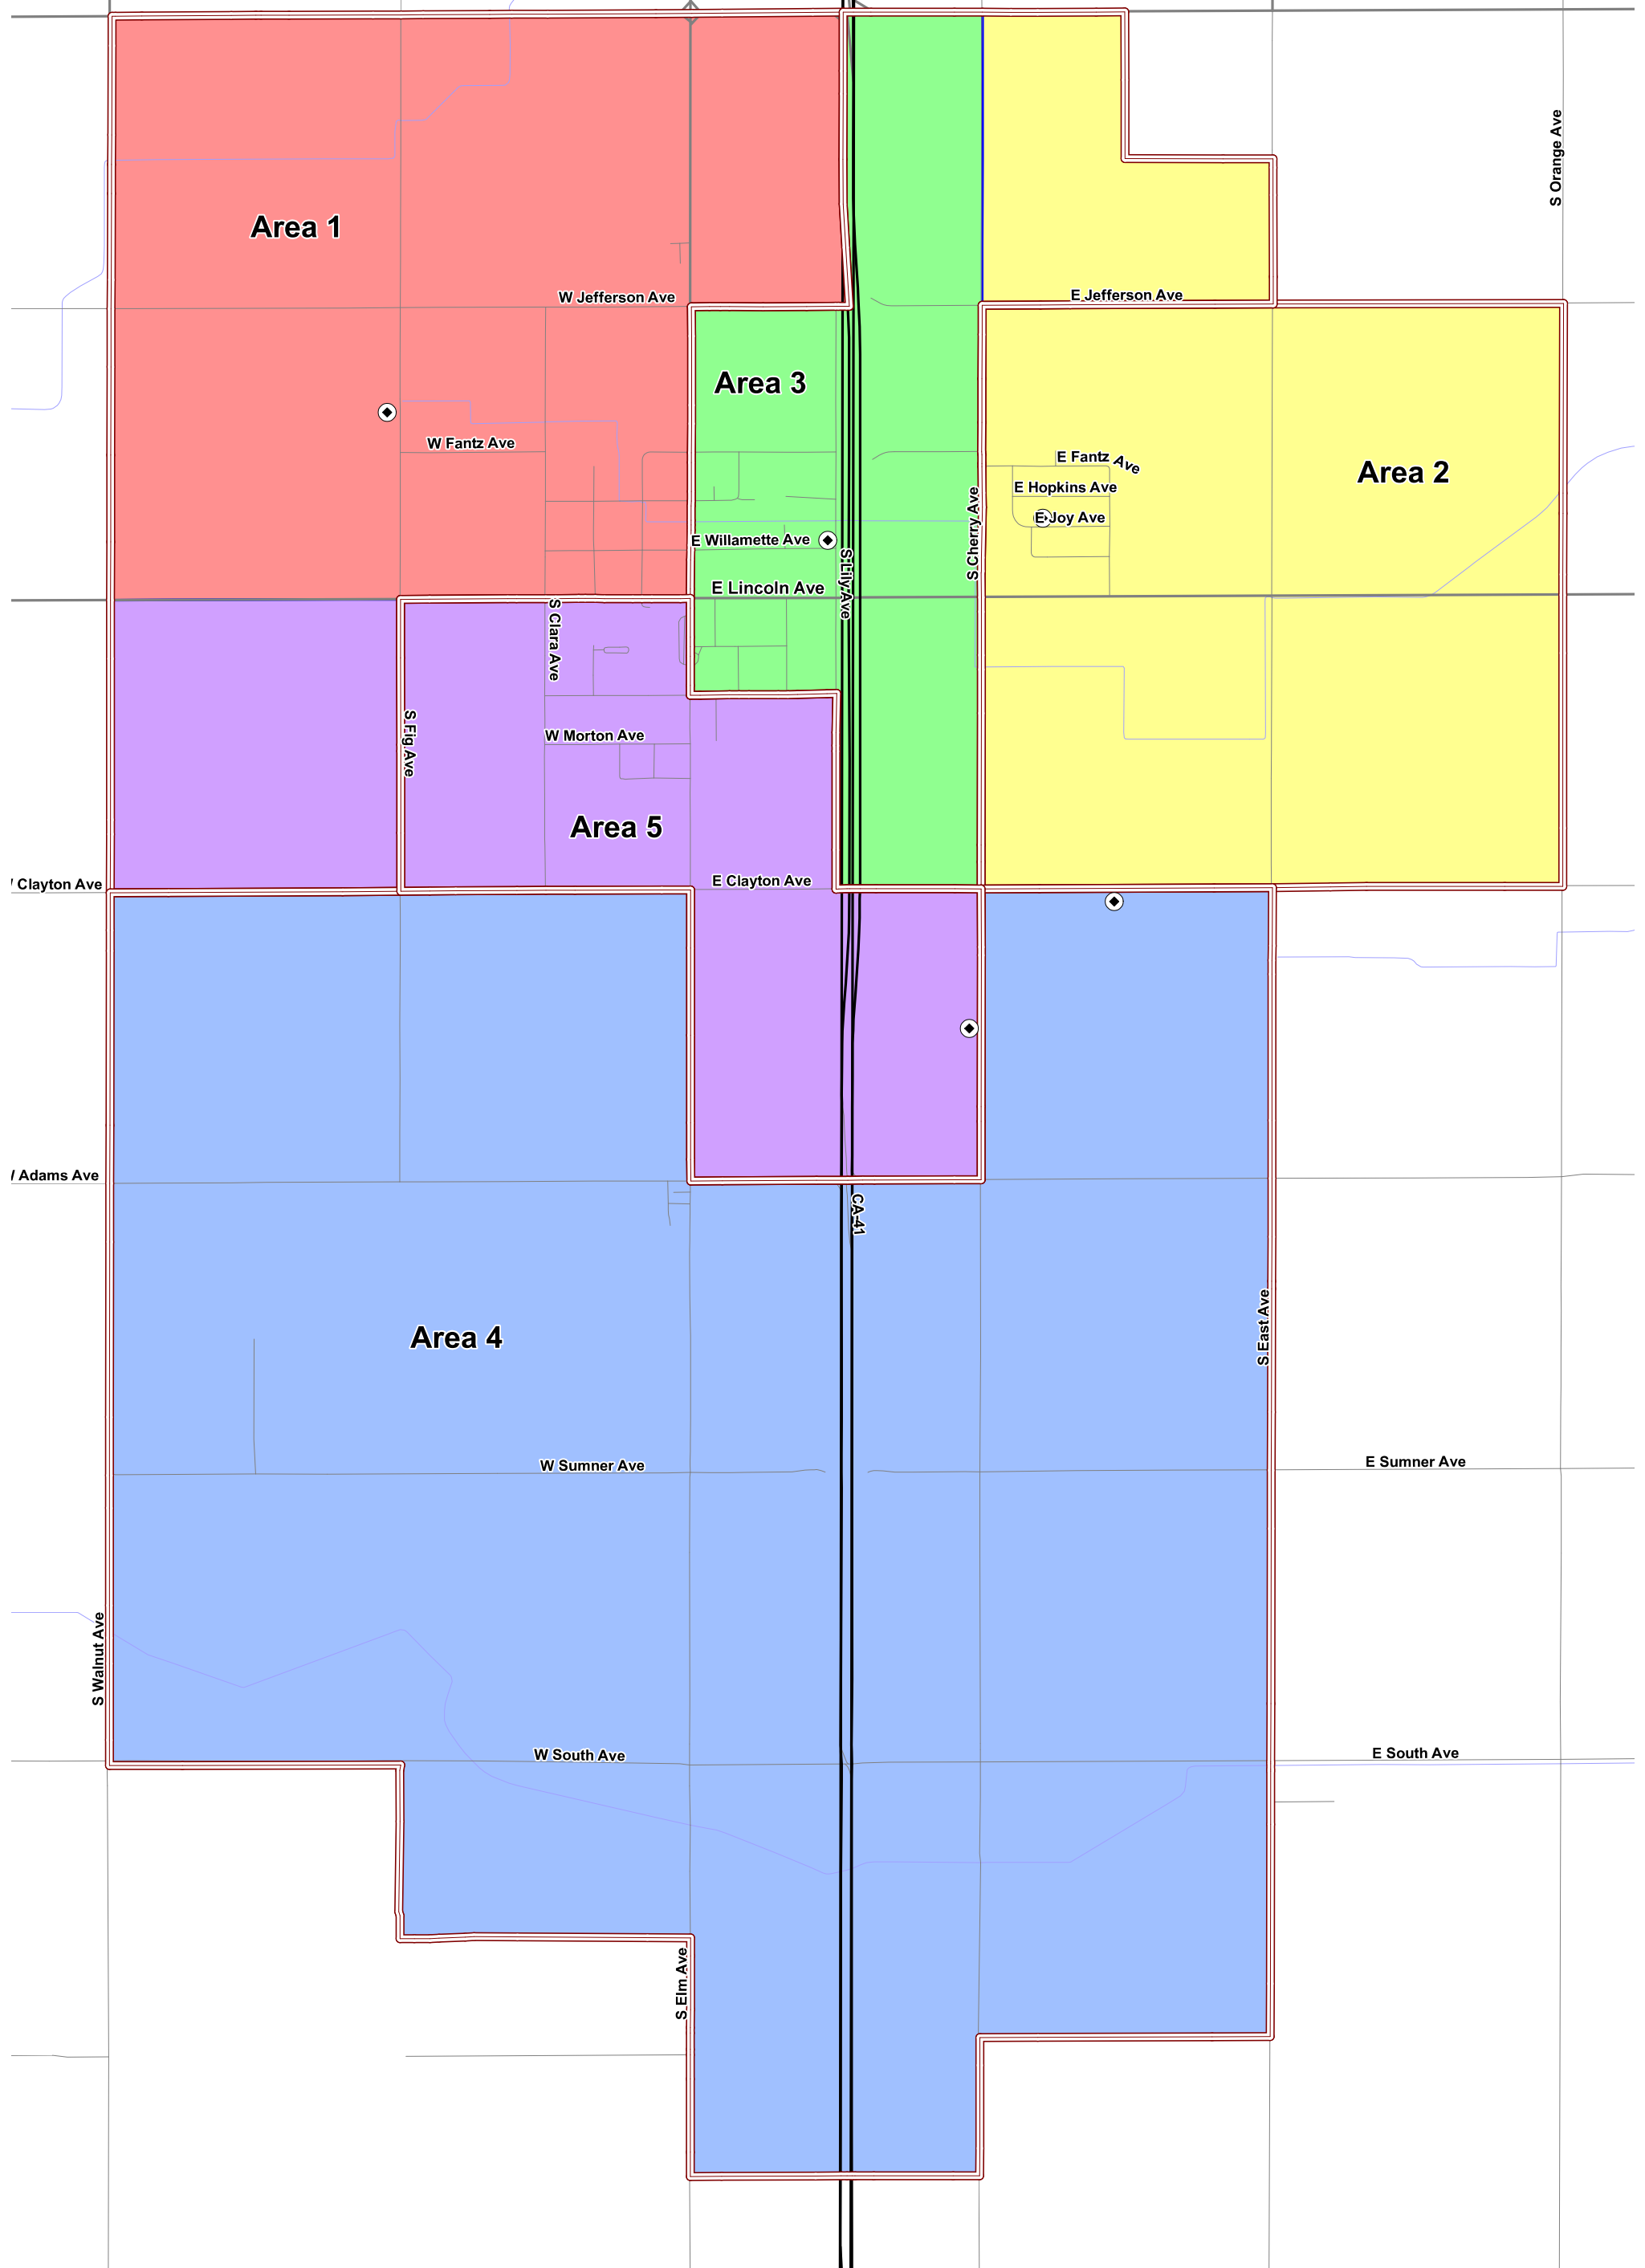 S Orange Ave
Area 1
W Jefferson Ave
E Jefferson Ave
Area 3
W Fantz Ave
E Fantz Ave
Area 2
E Hopkins Ave
E Joy Ave
S Cherry Ave
E Willamette Ave
S Lily Ave
E Lincoln Ave
S Clara Ave
S Fig Ave
W Morton Ave
Area 5
Clayton Ave
E Clayton Ave
Adams Ave
CA-41
Area 4
S East Ave
W Sumner Ave
E Sumner Ave
S Walnut Ave
W South Ave
E South Ave
S Elm Ave